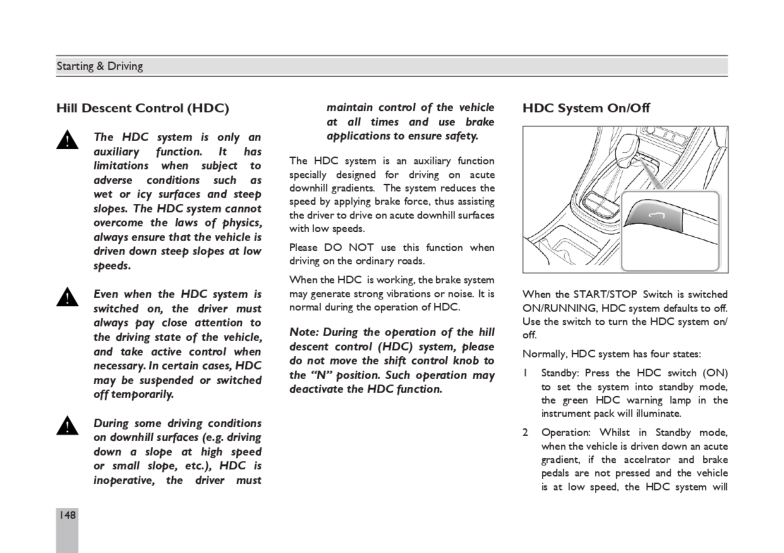 Starting & Driving
Hill Descent Control (HDC)
The HDC system is only an
auxiliary function. It has
limitations when subject to
adverse conditions such as
wet or icy surfaces and steep
slopes. The HDC system cannot
overcome the laws of physics,
always ensure that the vehicle is
driven down steep slopes at low
speeds.
Even when the HDC system is
switched on, the driver must
always pay close attention to
the driving state of the vehicle,
and take active control when
necessary. In certain cases, HDC
may be suspended or switched
off temporarily.
During some driving conditions
on downhill surfaces (e.g. driving
down a slope at high speed
or small slope, etc.), HDC is
inoperative, the driver must
maintain control of the vehicle
at all times and use brake
applications to ensure safety.
The HDC system is an auxiliary function
specially designed for driving on acute
downhill gradients. The system reduces the
speed by applying brake force, thus assisting
the driver to drive on acute downhill surfaces
with low speeds.
Please DO NOT use this function when
driving on the ordinary roads.
When the HDC is working, the brake system
may generate strong vibrations or noise. It is
normal during the operation of HDC.
Note: During the operation of the hill
descent control (HDC) system, please
do not move the shift control knob to
the “N” position. Such operation may
deactivate the HDC function.
HDC System On/Off
When the START/STOP Switch is switched
ON/RUNNING, HDC system defaults to off.
Use the switch to turn the HDC system on/
off.
Normally, HDC system has four states:
1 Standby: Press the HDC switch (ON)
to set the system into standby mode,
the green HDC warning lamp in the
instrument pack will illuminate.
2 Operation: Whilst in Standby mode,
when the vehicle is driven down an acute
gradient, if the accelrator and brake
pedals are not pressed and the vehicle
is at low speed, the HDC system will
148